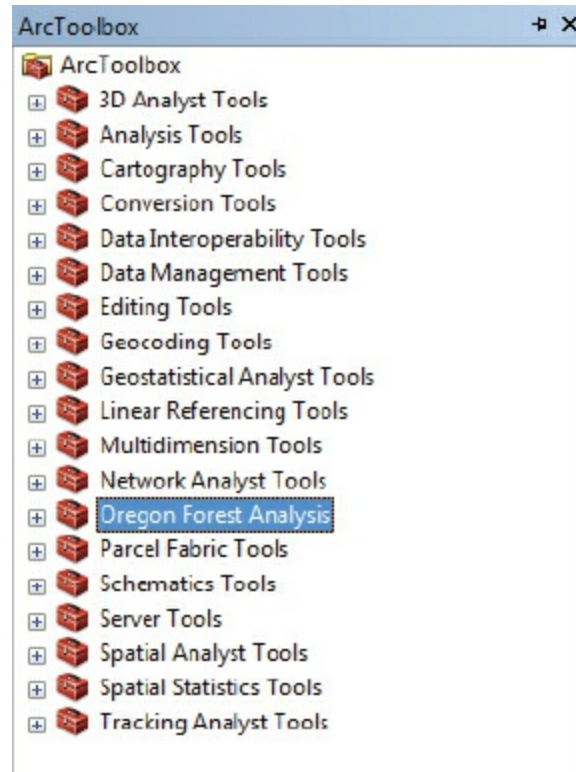 ArcToolbox
ArcToolbox
3D Analyst Tools
Analysis Tools
Cartography Tools
Conversion Tools
Data Interoperability Tools
Data Management Tools
Editing Tools
Geocoding Tools
Geostatistical Analyst Tools
Linear Referencing Tools
Multidimension Tools
Network Analyst Tools
Oregon Forest Analysis
Parcel Fabric Tools
Schematics Tools
Server Tools
Spatial Analyst Tools
Spatial Statistics Tools
Tracking Analyst Tools